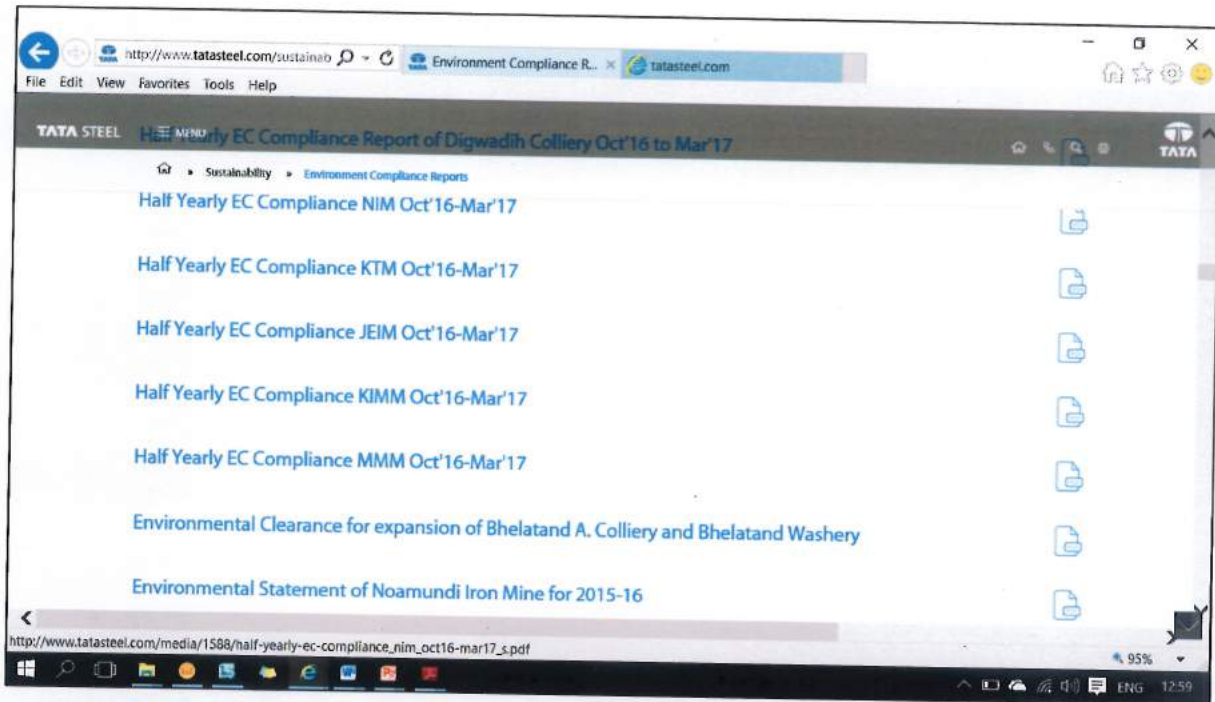 http://www.tatasteel.com/sustainab
Environment Compliance R...
tatasteel.com
File Edit View Favorites Tools Help
TATA STEEL
MENU
Half Yearly EC Compliance Report of Digwadih Colliery Oct'16 to Mar'17
TATA
» Sustainability » Environment Compliance Reports
Half Yearly EC Compliance NIM Oct'16-Mar'17
Half Yearly EC Compliance KTM Oct'16-Mar'17
Half Yearly EC Compliance JEIM Oct'16-Mar'17
Half Yearly EC Compliance KIMM Oct'16-Mar'17
Half Yearly EC Compliance MMM Oct'16-Mar'17
Environmental Clearance for expansion of Bhelatand A. Colliery and Bhelatand Washery
Environmental Statement of Noamundi Iron Mine for 2015-16
http://www.tatasteel.com/media/1588/half-yearly-ec-compliance_nim_oct16-mar17_s.pdf
95%
ENG 12:59